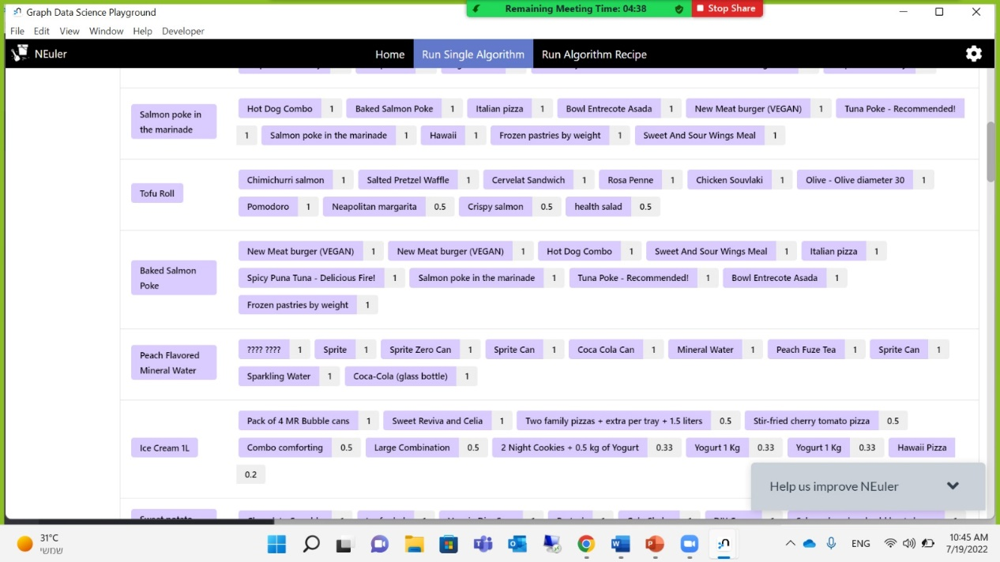 Graph Data Science Playground
Remaining Meeting Time: 04:38
Stop Share
File Edit View Window Help Developer
NEuler
Home Run Single Algorithm Run Algorithm Recipe
Salmon poke in the marinade
Hot Dog Combo 1 Baked Salmon Poke 1 Italian pizza 1 Bowl Entrecote Asada 1 New Meat burger (VEGAN) 1 Tuna Poke - Recommended!
1 Salmon poke in the marinade 1 Hawaii 1 Frozen pastries by weight 1 Sweet And Sour Wings Meal 1
Tofu Roll
Chimichurri salmon 1 Salted Pretzel Waffle 1 Cervelat Sandwich 1 Rosa Penne 1 Chicken Souvlaki 1 Olive - Olive diameter 30 1
Pomodoro 1 Neapolitan margarita 0.5 Crispy salmon 0.5 health salad 0.5
Baked Salmon Poke
New Meat burger (VEGAN) 1 New Meat burger (VEGAN) 1 Hot Dog Combo 1 Sweet And Sour Wings Meal 1 Italian pizza 1
Spicy Puna Tuna - Delicious Fire! 1 Salmon poke in the marinade 1 Tuna Poke - Recommended! 1 Bowl Entrecote Asada 1
Frozen pastries by weight 1
Peach Flavored Mineral Water
???? ???? 1 Sprite 1 Sprite Zero Can 1 Sprite Can 1 Coca Cola Can 1 Mineral Water 1 Peach Fuze Tea 1 Sprite Can 1
Sparkling Water 1 Coca-Cola (glass bottle) 1
Ice Cream 1L
Pack of 4 MR Bubble cans 1 Sweet Reviva and Celia 1 Two family pizzas + extra per tray + 1.5 liters 0.5 Stir-fried cherry tomato pizza 0.5
Combo comforting 0.5 Large Combination 0.5 2 Night Cookies + 0.5 kg of Yogurt 0.33 Yogurt 1 Kg 0.33 Yogurt 1 Kg 0.33 Hawaii Pizza
0.2
Help us improve NEuler
31°C
שמשי
ENG
10:45 AM
7/19/2022